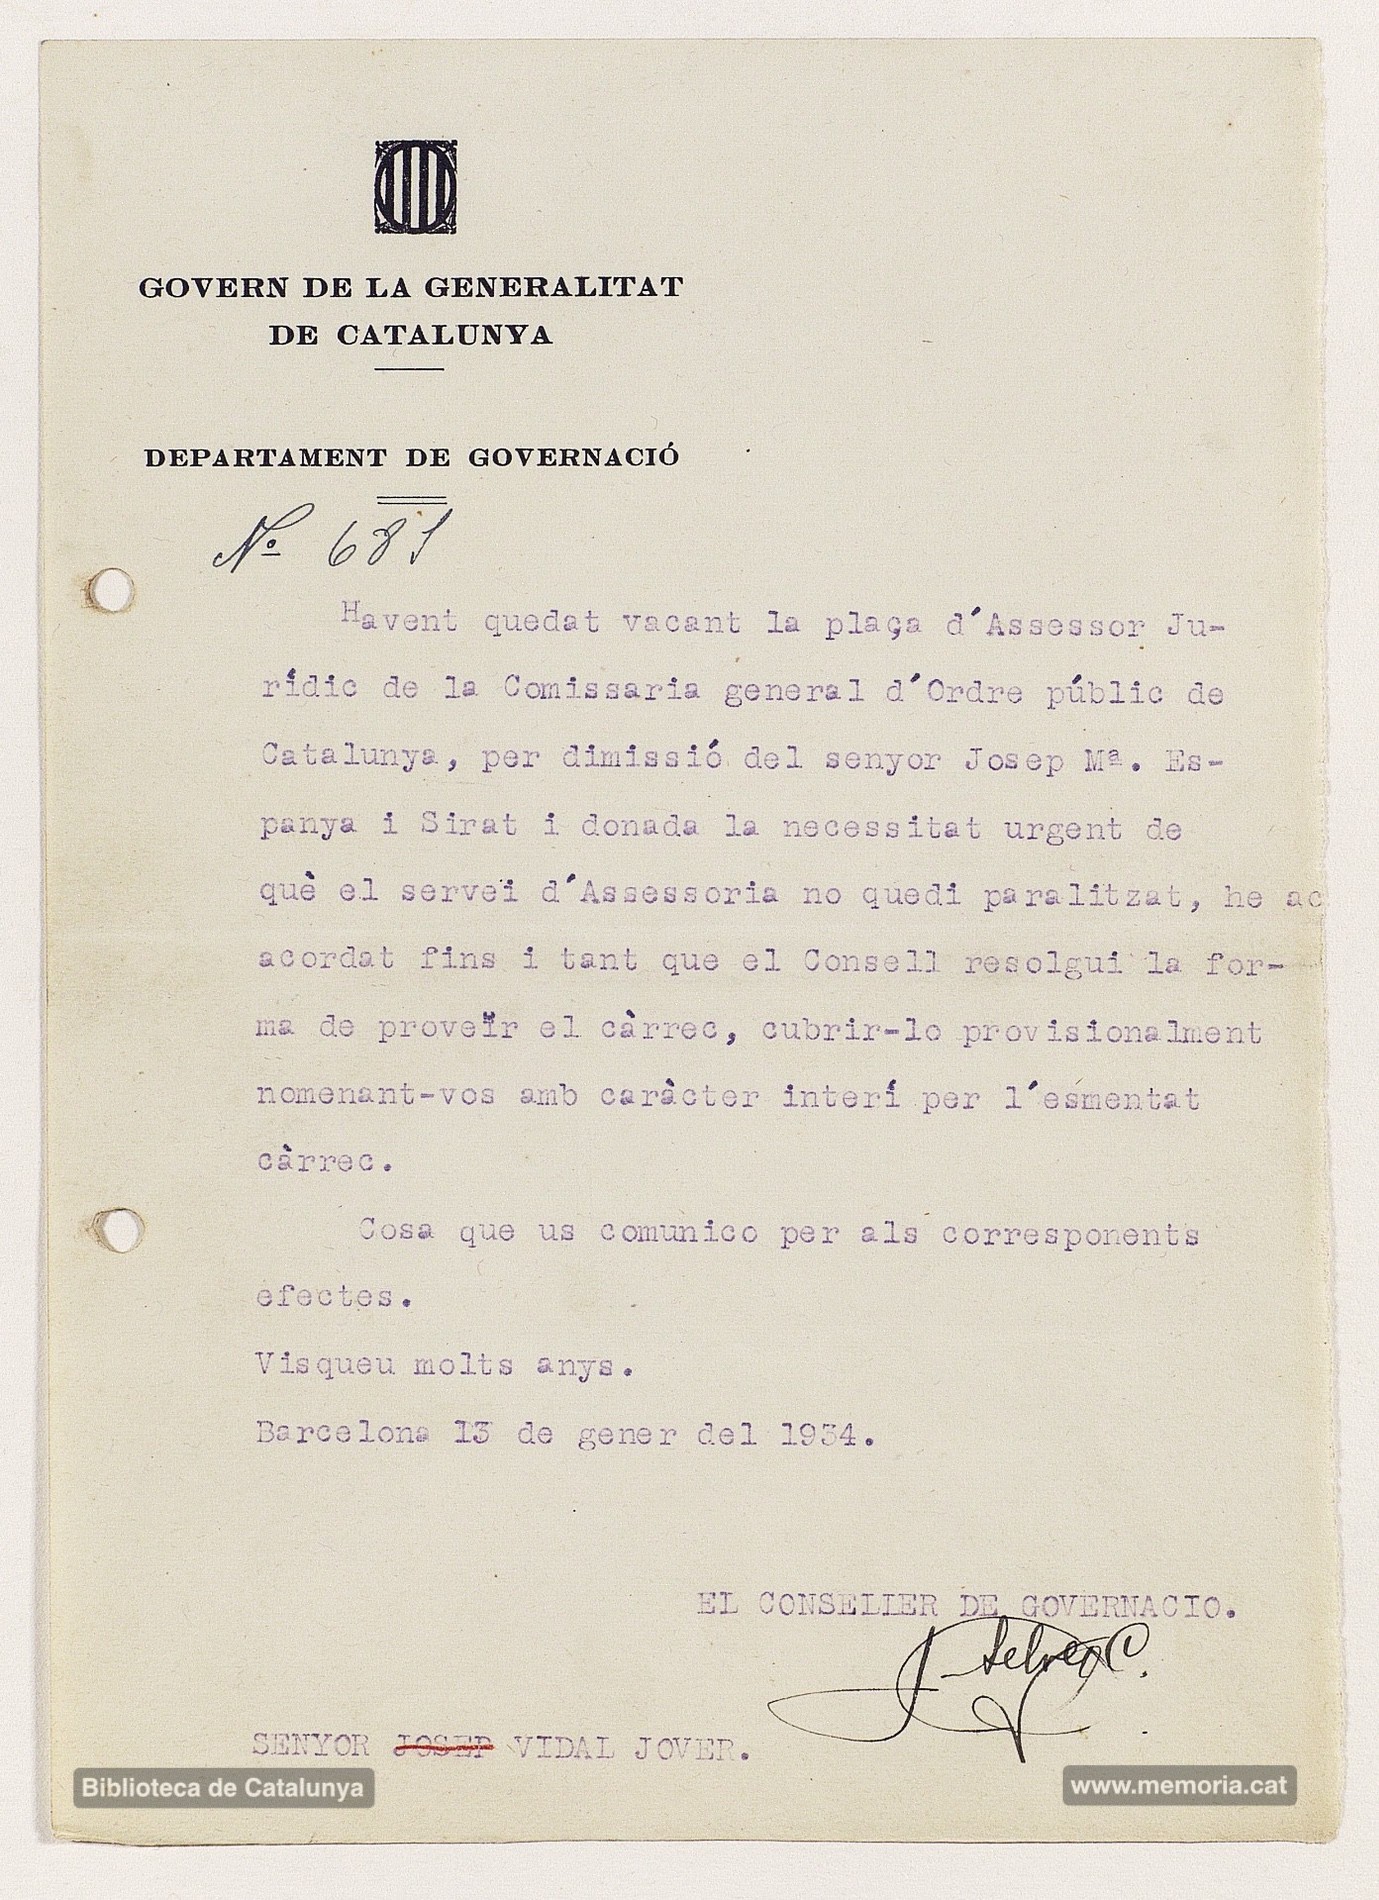 GOVERN DE LA GENERALITAT
DE CATALUNYA
DEPARTAMENT DE GOVERNACIÓ
Nº 681
Havent quedat vacant la plaça d´Assessor Ju-
rídic de la Comissaria general d´Ordre públic de
Catalunya, per dimissió del senyor Josep Mª. Es-
panya i Sirat i donada la necessitat urgent de
què el servei d´Assessoria no quedi paralitzat, he ac
acordat fins i tant que el Consell resolgui la for-
ma de proveïr el càrrec, cubrir-lo provisionalment
nomenant-vos amb caràcter interí per l´esmentat
càrrec.
Cosa que us comunico per als corresponents
efectes.
Visqueu molts anys.
Barcelona 13 de gener del 1934.
EL CONSELLER DE GOVERNACIO.
SENYOR JOSEP VIDAL JOVER.
Biblioteca de Catalunya
www.memoria.cat